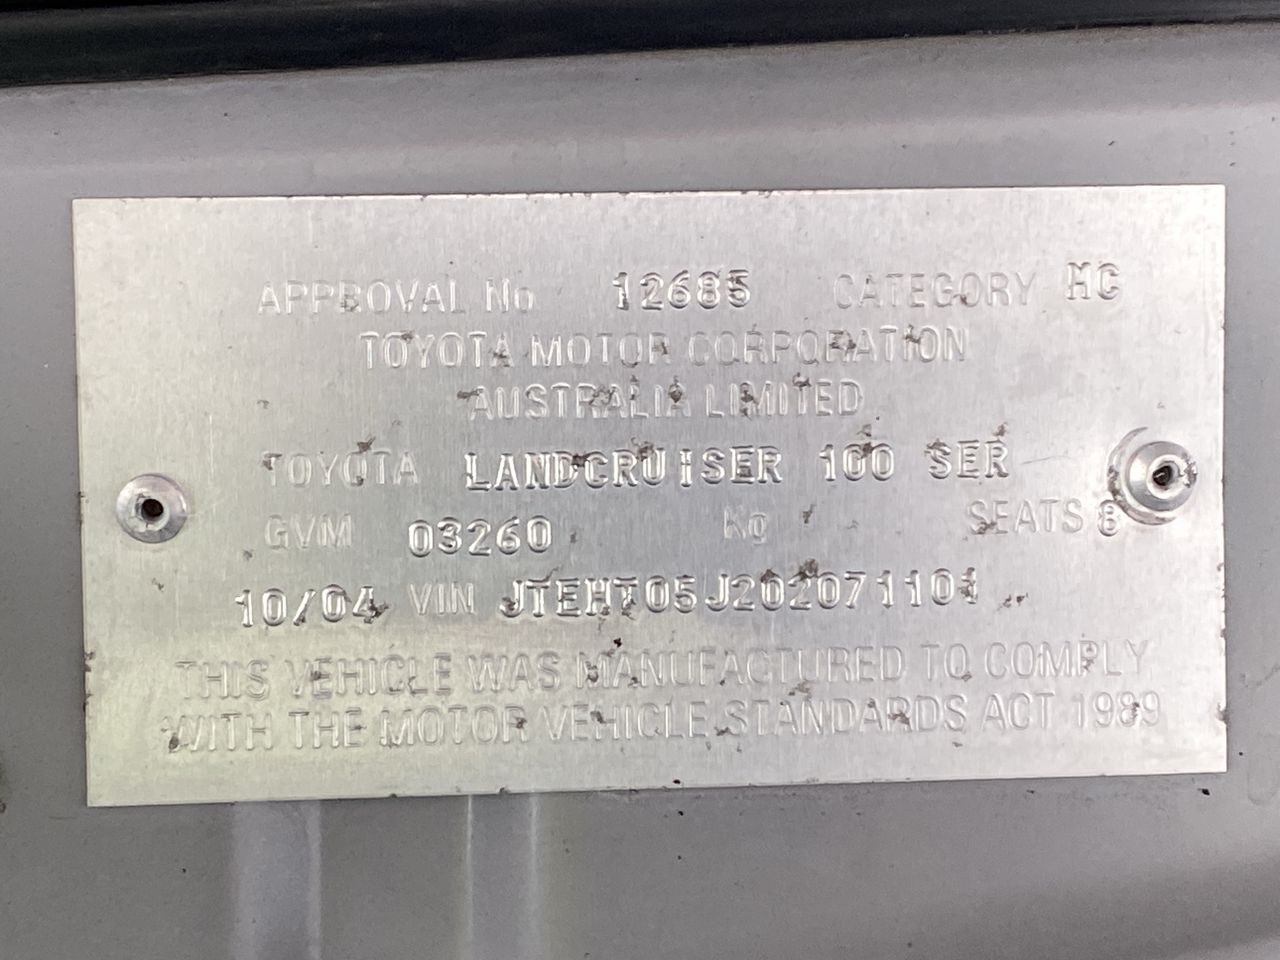 APPROVAL No 12685 CATEGORY MC
TOYOTA MOTOR CORPORATION
AUSTRALIA LIMITED
TOYOTA LANDCRUISER 100 SER
GVM 03260 Kg SEATS 8
10/04 VIN JTEHT05J202071101
THIS VEHICLE WAS MANUFACTURED TO COMPLY
WITH THE MOTOR VEHICLE STANDARDS ACT 1989